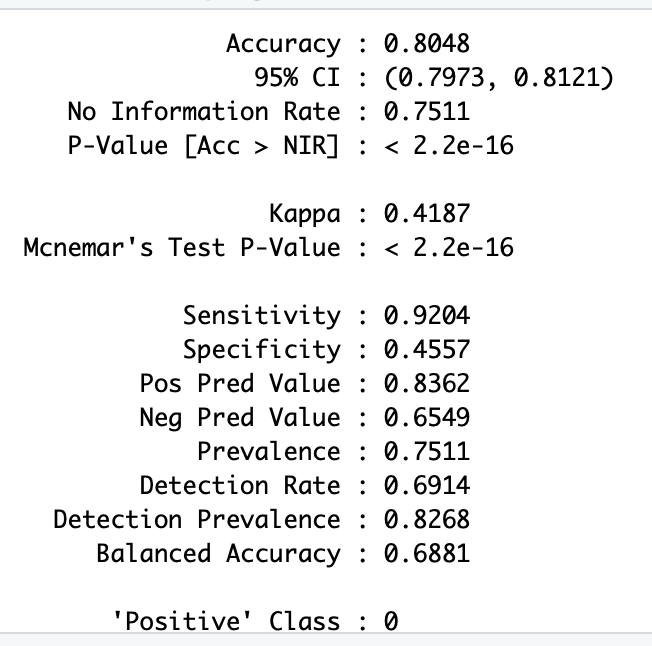 Accuracy : 0.8048
95% CI : (0.7973, 0.8121)
No Information Rate : 0.7511
P-Value [Acc > NIR] : < 2.2e-16
Kappa : 0.4187
Mcnemar's Test P-Value : < 2.2e-16
Sensitivity : 0.9204
Specificity : 0.4557
Pos Pred Value : 0.8362
Neg Pred Value : 0.6549
Prevalence : 0.7511
Detection Rate : 0.6914
Detection Prevalence : 0.8268
Balanced Accuracy : 0.6881
'Positive' Class : 0